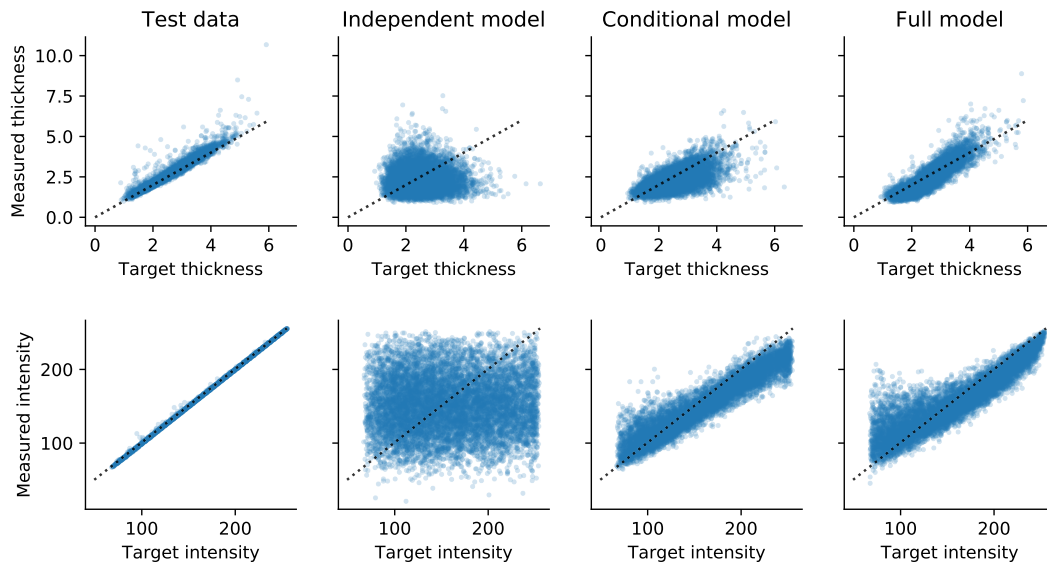 Test data Independent model Conditional model Full model
Measured thickness
10.0
7.5
5.0
2.5
0.0
0 2 4 6 0 2 4 6 0 2 4 6 0 2 4 6
Target thickness Target thickness Target thickness Target thickness
Measured intensity
200
100
100 200 100 200 100 200 100 200
Target intensity Target intensity Target intensity Target intensity